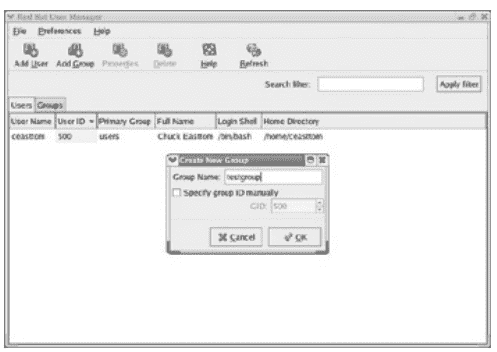 Red Hat User Manager
File Preferences Help
Add User Add Group Properties Delete Help Refresh
Search filter: Apply filter
Users Groups
User Name User ID Primary Group Full Name Login Shell Home Directory
ceasttom 500 users Chuck Easttom /bin/bash /home/ceasttom
Create New Group
Group Name: testgroup
Specify group ID manually
GID: 500
Cancel OK